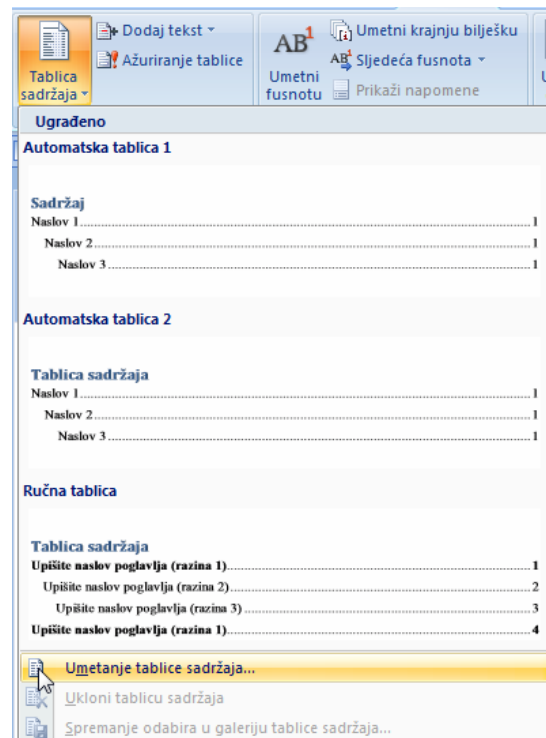 Dodaj tekst
Ažuriranje tablice
Tablica
sadržaja
AB1
Umetni
fusnotu
Umetni krajnju bilješku
AB1 Sljedeća fusnota
Prikaži napomene
Ugrađeno
Automatska tablica 1
Sadržaj
Naslov 1........1
Naslov 2........1
Naslov 3........1
Automatska tablica 2
Tablica sadržaja
Naslov 1........1
Naslov 2........1
Naslov 3........1
Ručna tablica
Tablica sadržaja
Upišite naslov poglavlja (razina 1)........1
Upišite naslov poglavlja (razina 2)........2
Upišite naslov poglavlja (razina 3)........3
Upišite naslov poglavlja (razina 1)........4
Umetanje tablice sadržaja...
Ukloni tablicu sadržaja
Spremanje odabira u galeriju tablice sadržaja...